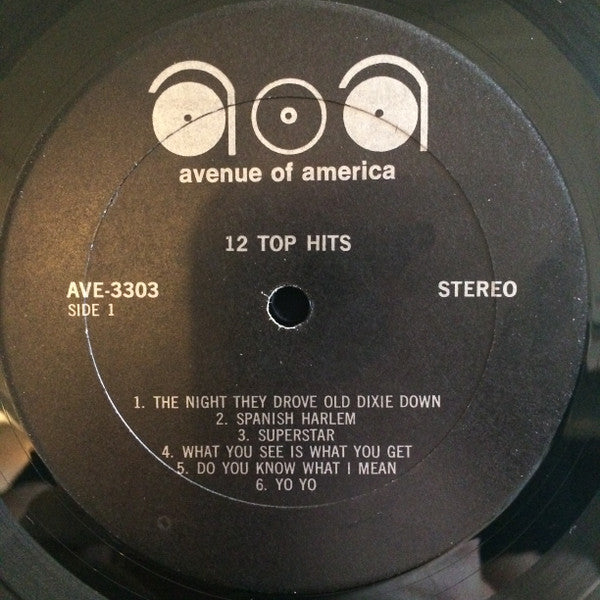 aoa
avenue of america
12 TOP HITS
AVE-3303
STEREO
SIDE 1
1. THE NIGHT THEY DROVE OLD DIXIE DOWN
2. SPANISH HARLEM
3. SUPERSTAR
4. WHAT YOU SEE IS WHAT YOU GET
5. DO YOU KNOW WHAT I MEAN
6. YO YO